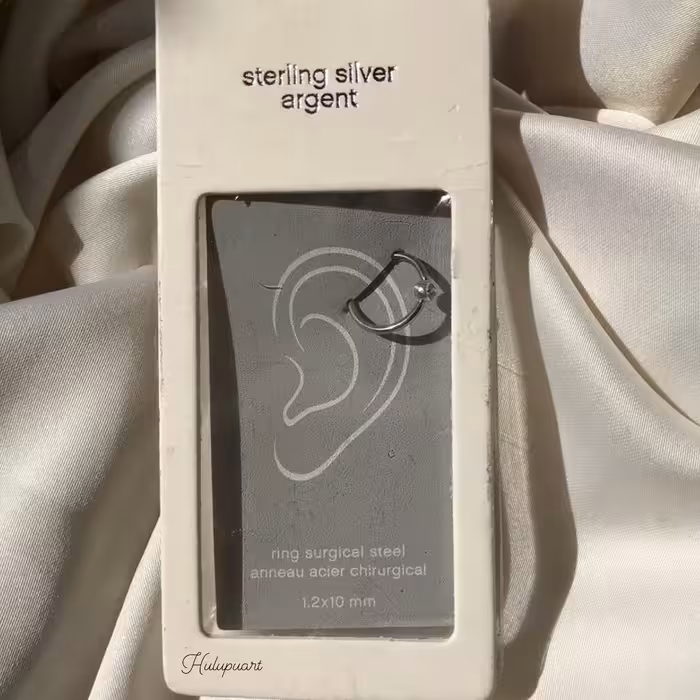 sterling silver
argent
ring surgical steel
anneau acier chirurgical
1.2x10 mm
Hulupuart